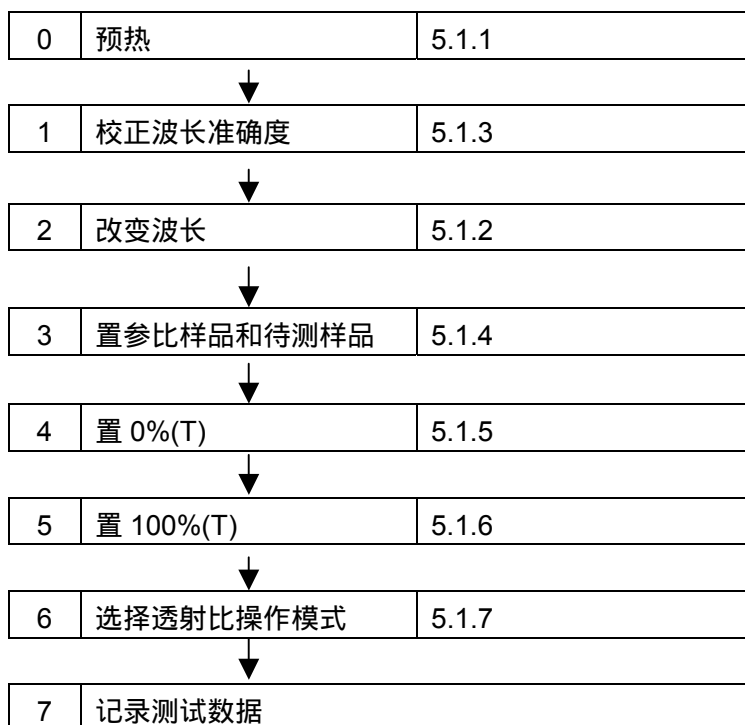 0 预热 5.1.1
1 校正波长准确度 5.1.3
2 改变波长 5.1.2
3 置参比样品和待测样品 5.1.4
4 置 0%(T) 5.1.5
5 置 100%(T) 5.1.6
6 选择透射比操作模式 5.1.7
7 记录测试数据